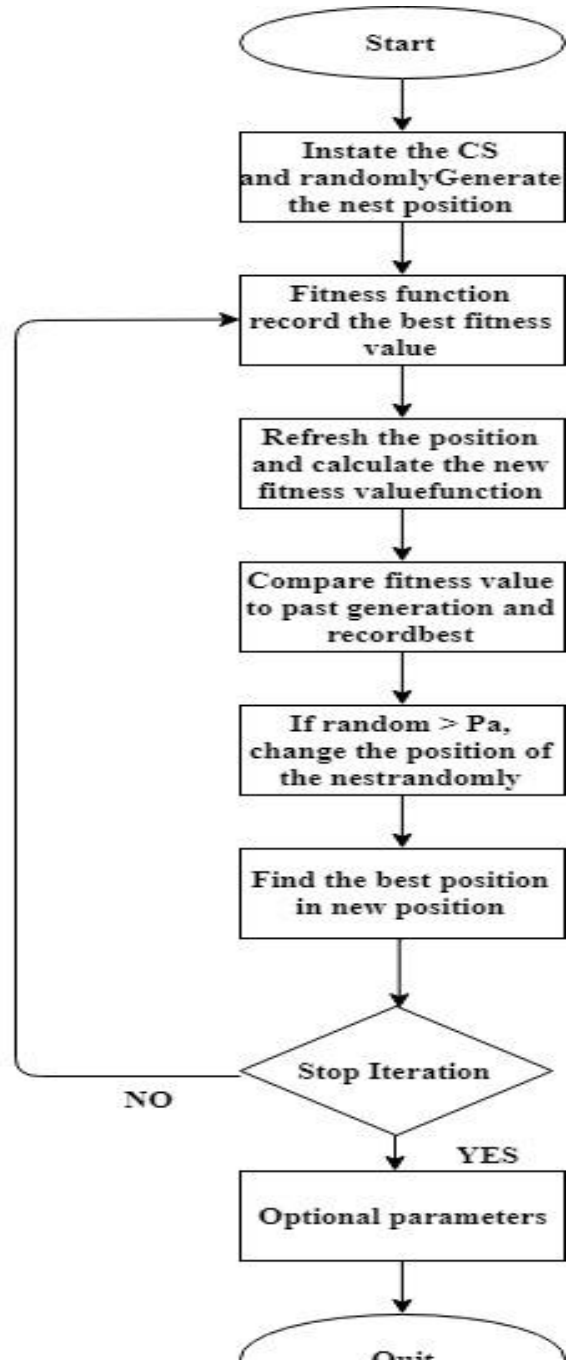 Start
Instate the CS
and randomlyGenerate
the nest position
Fitness function
record the best fitness
value
Refresh the position
and calculate the new
fitness valuefunction
Compare fitness value
to past generation and
recordbest
If random > Pa,
change the position of
the nestrandomly
Find the best position
in new position
Stop Iteration
NO
YES
Optional parameters
Quit